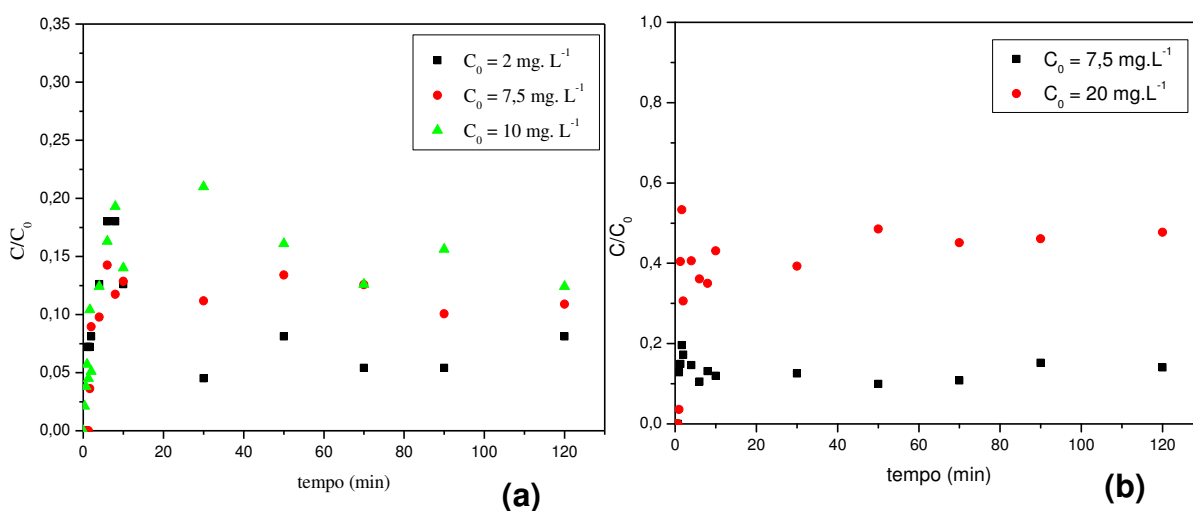 0,35
0,30
0,25
0,20
0,15
0,10
0,05
0,00
C/C₀
C₀ = 2 mg. L⁻¹
C₀ = 7,5 mg. L⁻¹
C₀ = 10 mg. L⁻¹
0 20 40 60 80 100 120
tempo (min)
(a)
1,0
0,8
0,6
0,4
0,2
0,0
C/C₀
C₀ = 7,5 mg.L⁻¹
C₀ = 20 mg.L⁻¹
0 20 40 60 80 100 120
tempo (min)
(b)